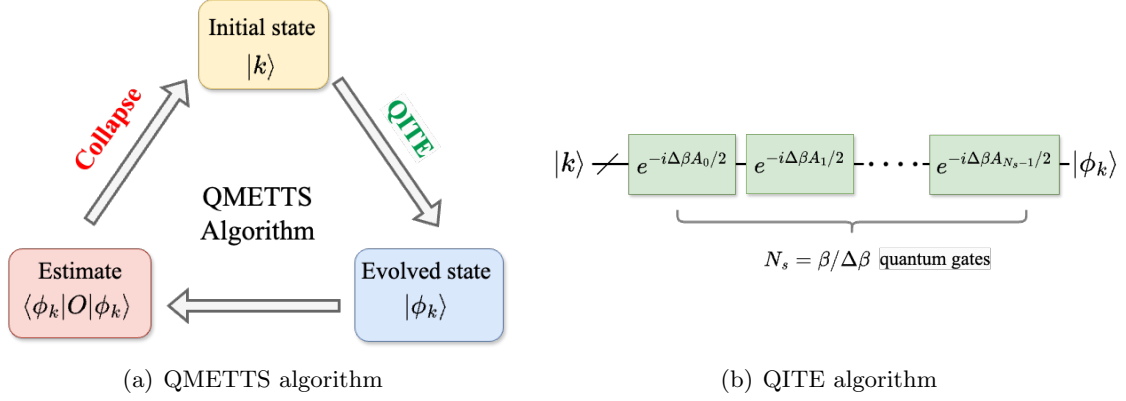 Initial state
|k⟩
Collapse
QITE
QMETTS
Algorithm
Estimate
⟨ϕ_k|O|ϕ_k⟩
Evolved state
|ϕ_k⟩
(a) QMETTS algorithm
|k⟩ e^{-iΔβA_0/2} e^{-iΔβA_1/2} ···· e^{-iΔβA_{N_s-1}/2} |ϕ_k⟩
N_s = β/Δβ quantum gates
(b) QITE algorithm